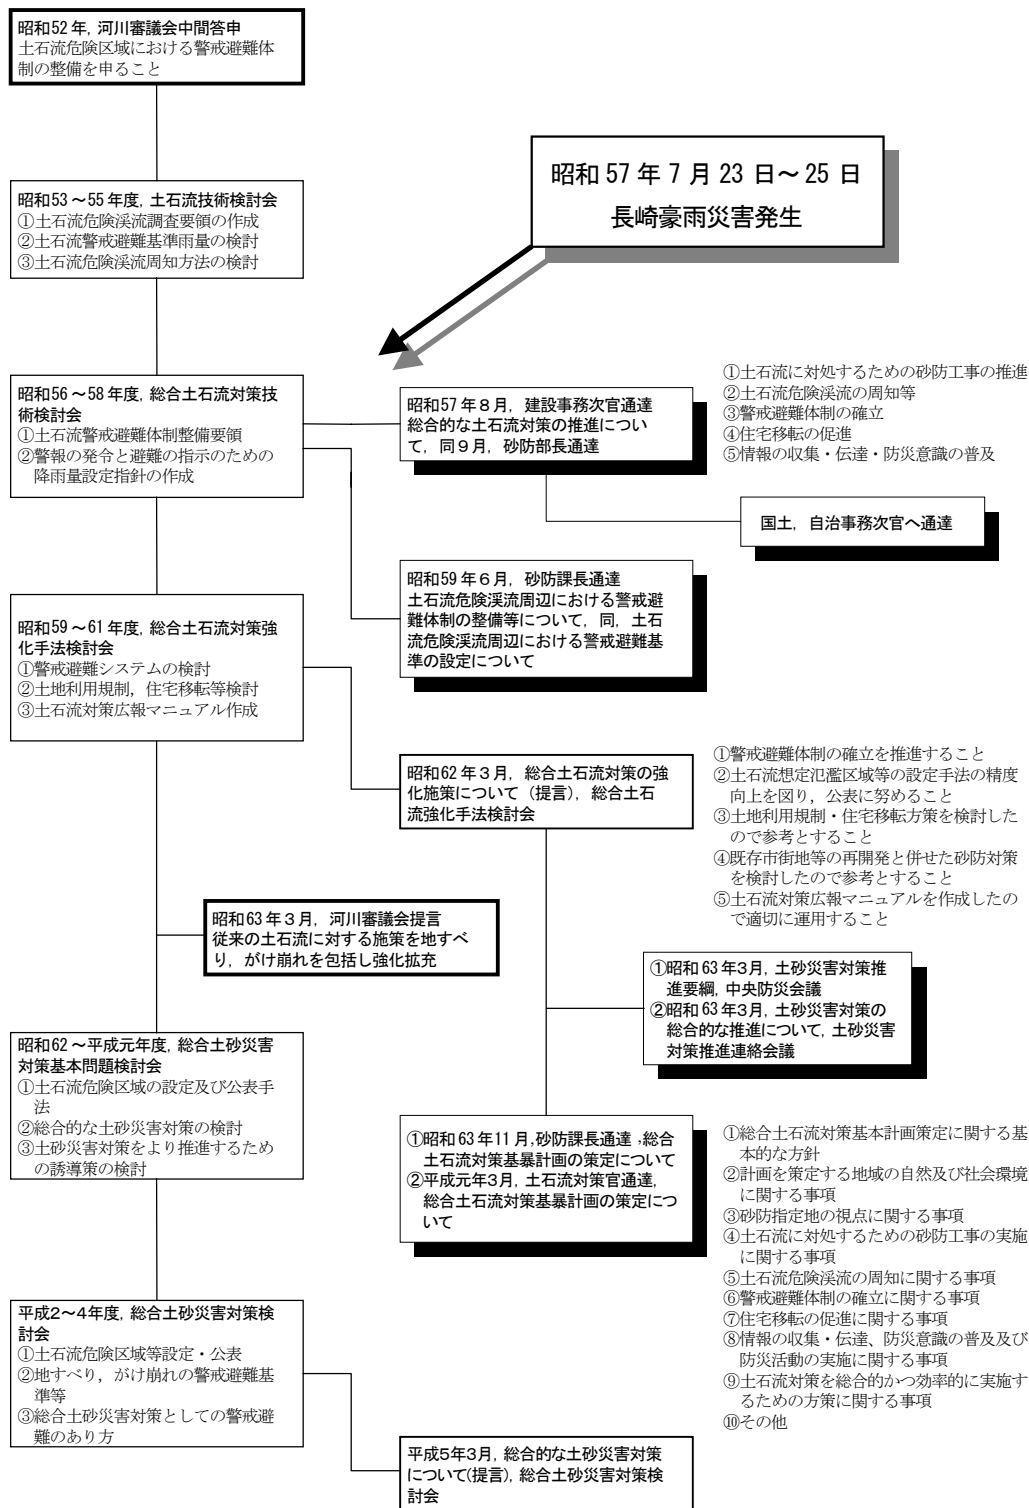 昭和52年, 河川審議会中間答申
土石流危険区域における警戒避難体
制の整備を申ること
昭和 57 年 7 月 23 日～ 25 日
長崎豪雨災害発生
昭和53～55年度, 土石流技術検討会
①土石流危険渓流調査要領の作成
②土石流警戒避難基準雨量の検討
③土石流危険渓流周知方法の検討
昭和56～58年度, 総合土石流対策技
術検討会
①土石流警戒避難体制整備要領
②警報の発令と避難の指示のための
降雨量設定指針の作成
昭和57年8月, 建設事務次官通達
総合的な土石流対策の推進につい
て, 同9月, 砂防部長通達
①土石流に対処するための砂防工事の推進
②土石流危険渓流の周知等
③警戒避難体制の確立
④住宅移転の促進
⑤情報の収集・伝達・防災意識の普及
国土, 自治事務次官へ通達
昭和59年6月, 砂防課長通達
土石流危険渓流周辺における警戒避
難体制の整備等について, 同, 土石
流危険渓流周辺における警戒避難基
準の設定について
昭和59～61年度, 総合土石流対策強
化手法検討会
①警戒避難システムの検討
②土地利用規制, 住宅移転等検討
③土石流対策広報マニュアル作成
昭和62年3月, 総合土石流対策の強
化施策について (提言), 総合土石
流強化手法検討会
①警戒避難体制の確立を推進すること
②土石流想定氾濫区域等の設定手法の精度
向上を図り, 公表に努めること
③土地利用規制・住宅移転方策を検討した
ので参考とすること
④既存市街地等の再開発と併せた砂防対策
を検討したので参考とすること
⑤土石流対策広報マニュアルを作成したの
で適切に運用すること
昭和63年3月, 河川審議会提言
従来の土石流に対する施策を地すべ
り, がけ崩れを包括し強化拡充
①昭和63年3月, 土砂災害対策推
進要綱, 中央防災会議
②昭和63年3月, 土砂災害対策の
総合的な推進について, 土砂災害
対策推進連絡会議
昭和62～平成元年度, 総合土砂災害
対策基本問題検討会
①土石流危険区域の設定及び公表手
法
②総合的な土砂災害対策の検討
③土砂災害対策をより推進するため
の誘導策の検討
①昭和63年11月,砂防課長通達,総合
土石流対策基暴計画の策定について
②平成元年3月, 土石流対策官通達,
総合土石流対策基暴計画の策定につ
いて
①総合土石流対策基本計画策定に関する基
本的な方針
②計画を策定する地域の自然及び社会環境
に関する事項
③砂防指定地の視点に関する事項
④土石流に対処するための砂防工事の実施
に関する事項
⑤土石流危険渓流の周知に関する事項
⑥警戒避難体制の確立に関する事項
⑦住宅移転の促進に関する事項
⑧情報の収集・伝達、防災意識の普及及び
防災活動の実施に関する事項
⑨土石流対策を総合的かつ効率的に実施す
るための方策に関する事項
⑩その他
平成2～4年度, 総合土砂災害対策検
討会
①土石流危険区域等設定・公表
②地すべり, がけ崩れの警戒避難基
準等
③総合土砂災害対策としての警戒避
難のあり方
平成5年3月, 総合的な土砂災害対策
について(提言), 総合土砂災害対策検
討会